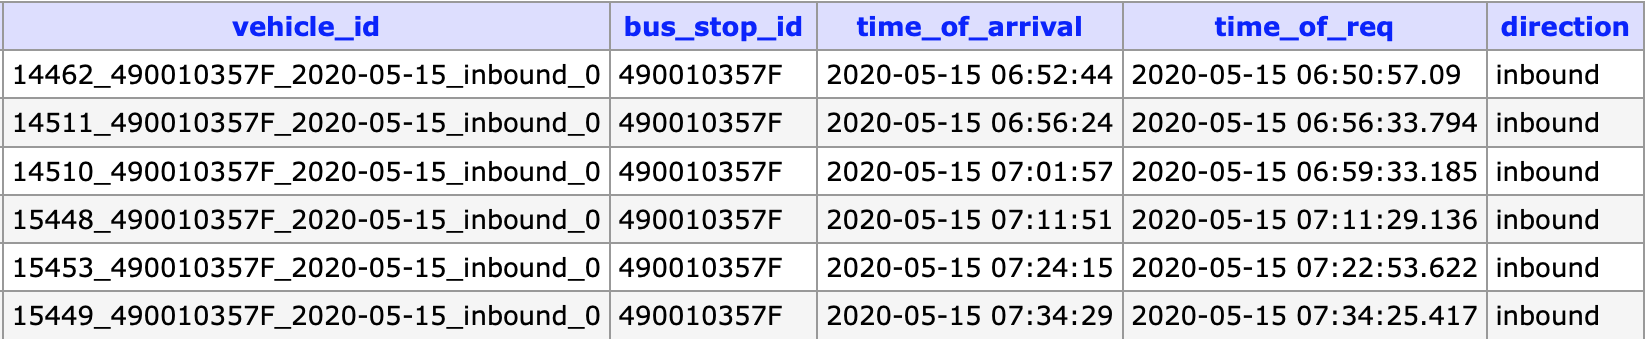 vehicle_id bus_stop_id time_of_arrival time_of_req direction
14462_490010357F_2020-05-15_inbound_0 490010357F 2020-05-15 06:52:44 2020-05-15 06:50:57.09 inbound
14511_490010357F_2020-05-15_inbound_0 490010357F 2020-05-15 06:56:24 2020-05-15 06:56:33.794 inbound
14510_490010357F_2020-05-15_inbound_0 490010357F 2020-05-15 07:01:57 2020-05-15 06:59:33.185 inbound
15448_490010357F_2020-05-15_inbound_0 490010357F 2020-05-15 07:11:51 2020-05-15 07:11:29.136 inbound
15453_490010357F_2020-05-15_inbound_0 490010357F 2020-05-15 07:24:15 2020-05-15 07:22:53.622 inbound
15449_490010357F_2020-05-15_inbound_0 490010357F 2020-05-15 07:34:29 2020-05-15 07:34:25.417 inbound